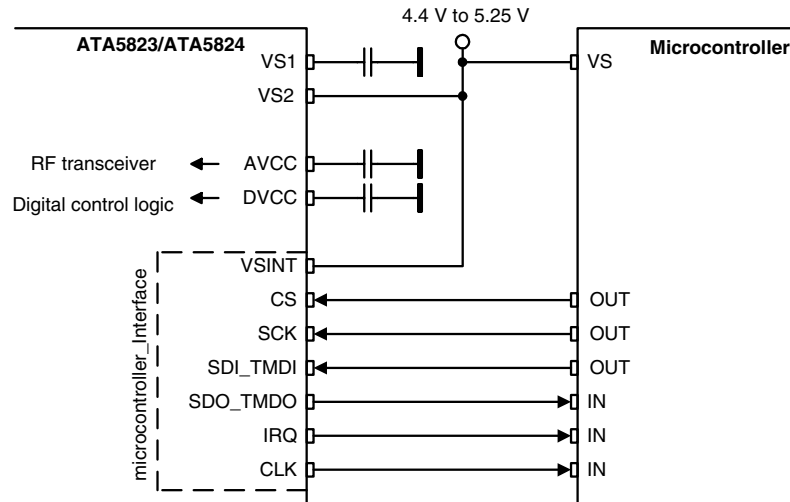 4.4 V to 5.25 V
ATA5823/ATA5824
Microcontroller
VS1
VS
VS2
RF transceiver
AVCC
Digital control logic
DVCC
microcontroller_Interface
VSINT
CS
OUT
SCK
OUT
SDI_TMDI
OUT
SDO_TMDO
IN
IRQ
IN
CLK
IN